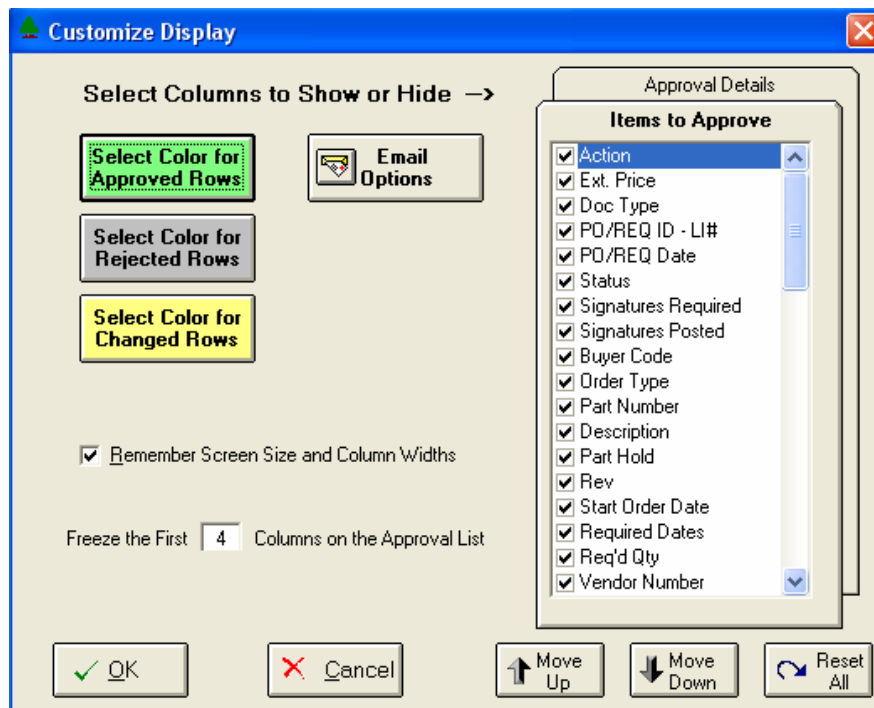 Customize Display
Select Columns to Show or Hide -->
Select Color for
Approved Rows
Email
Options
Select Color for
Rejected Rows
Select Color for
Changed Rows
Remember Screen Size and Column Widths
Freeze the First 4 Columns on the Approval List
Approval Details
Items to Approve
Action
Ext. Price
Doc Type
PO/REQ ID - LI#
PO/REQ Date
Status
Signatures Required
Signatures Posted
Buyer Code
Order Type
Part Number
Description
Part Hold
Rev
Start Order Date
Required Dates
Req'd Qty
Vendor Number
OK
Cancel
Move
Up
Move
Down
Reset
All